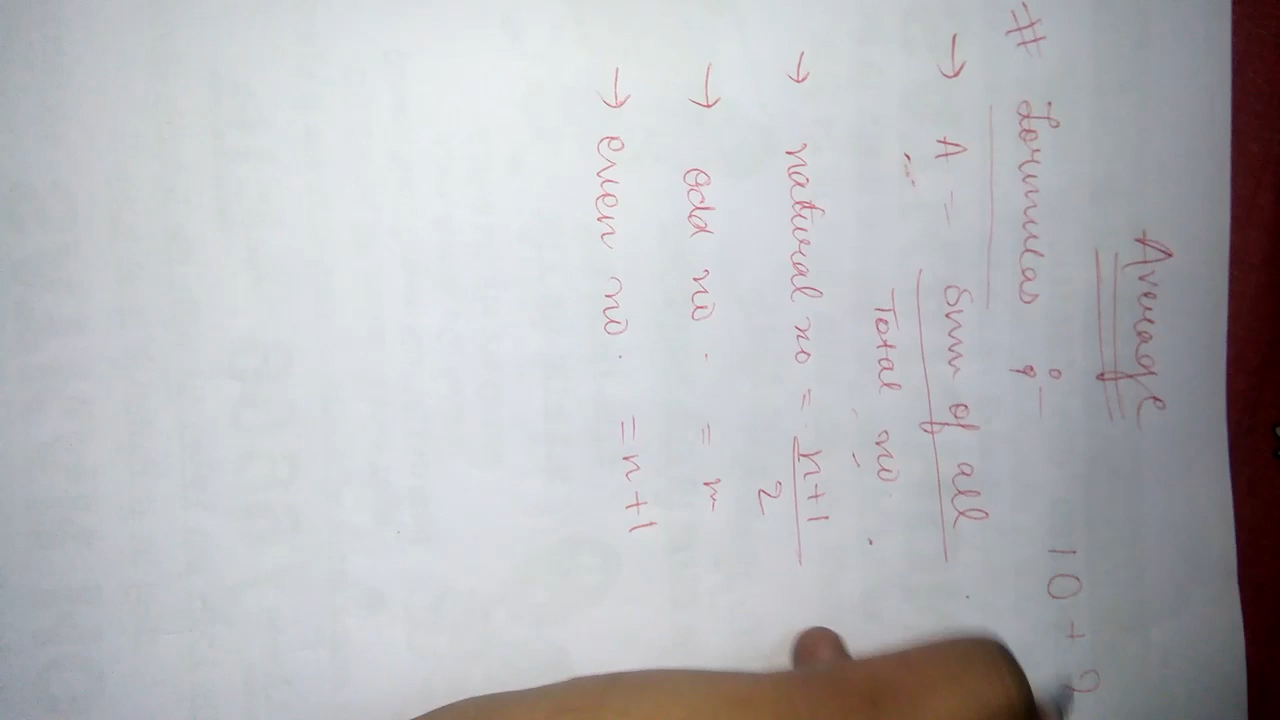 Average
# Formulas :-
10 + 2
→ A = Sum of all
Total no.
→ natural no = n+1
2
→ odd no. = n
→ even no. = n+1